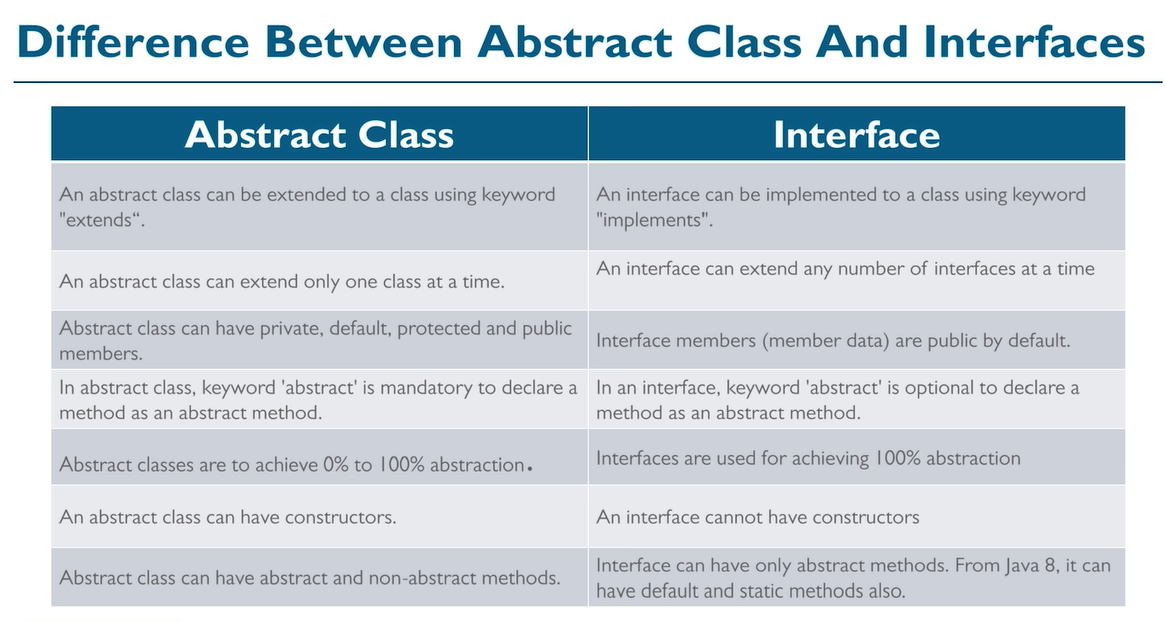 Difference Between Abstract Class And Interfaces
Abstract Class
Interface
An abstract class can be extended to a class using keyword
"extends“.
An interface can be implemented to a class using keyword
"implements".
An abstract class can extend only one class at a time.
An interface can extend any number of interfaces at a time
Abstract class can have private, default, protected and public
members.
Interface members (member data) are public by default.
In abstract class, keyword 'abstract' is mandatory to declare a
method as an abstract method.
In an interface, keyword 'abstract' is optional to declare a
method as an abstract method.
Abstract classes are to achieve 0% to 100% abstraction.
Interfaces are used for achieving 100% abstraction
An abstract class can have constructors.
An interface cannot have constructors
Abstract class can have abstract and non-abstract methods.
Interface can have only abstract methods. From Java 8, it can
have default and static methods also.